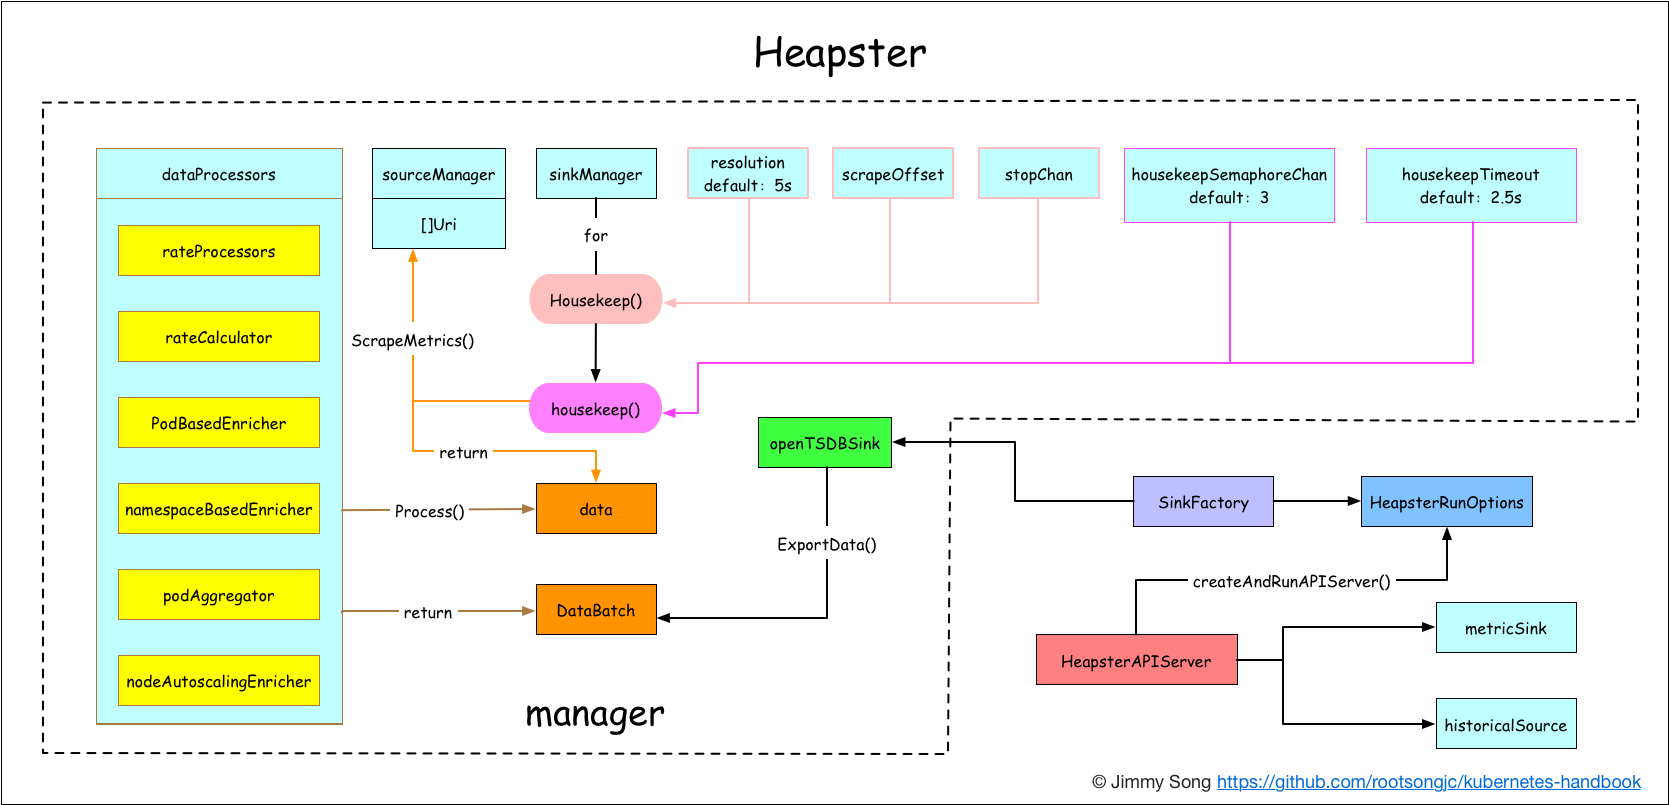 Heapster
dataProcessors
rateProcessors
rateCalculator
PodBasedEnricher
namespaceBasedEnricher
podAggregator
nodeAutoscalingEnricher
sourceManager
[]Uri
sinkManager
resolution
default: 5s
scrapeOffset
stopChan
housekeepSemaphoreChan
default: 3
housekeepTimeout
default: 2.5s
for
Housekeep()
ScrapeMetrics()
housekeep()
return
Process()
data
return
DataBatch
openTSDBSink
ExportData()
manager
SinkFactory
HeapsterRunOptions
createAndRunAPIServer()
HeapsterAPIServer
metricSink
historicalSource
© Jimmy Song https://github.com/rootsongjc/kubernetes-handbook